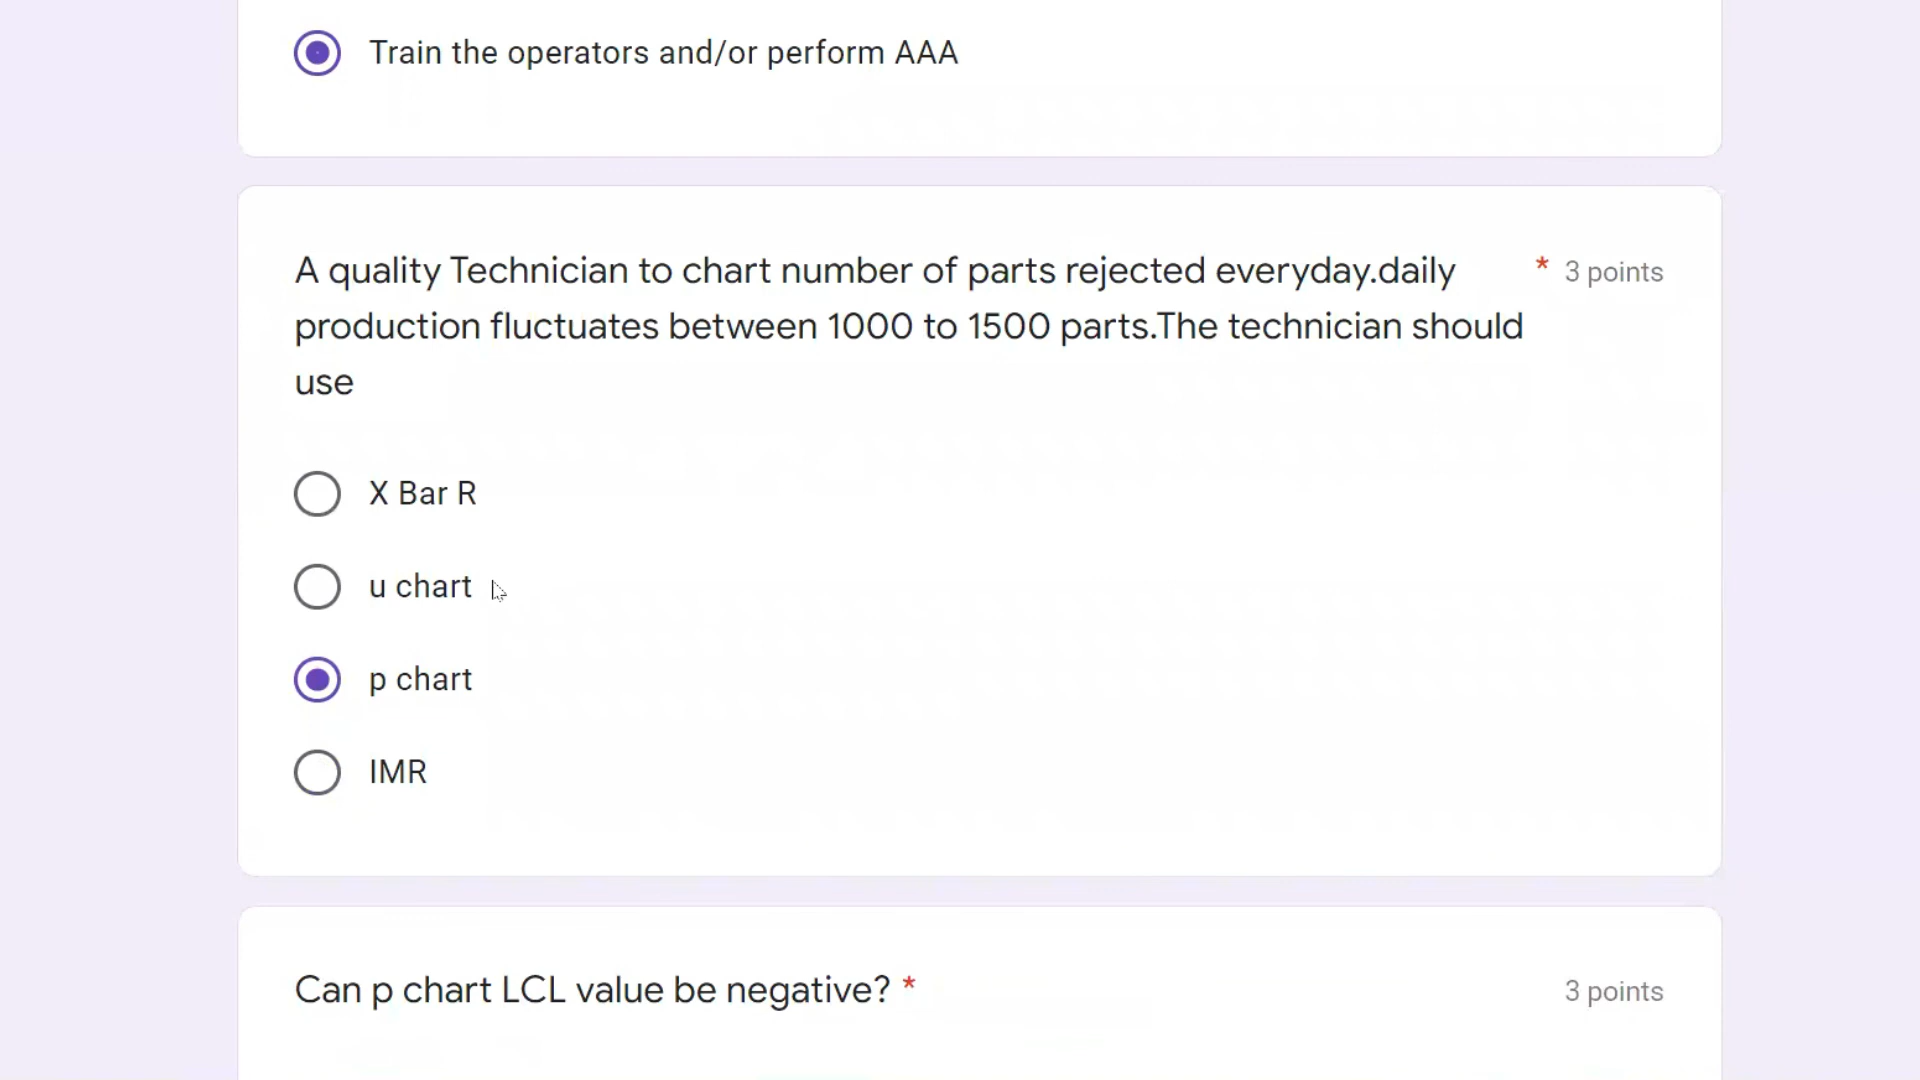 Train the operators and/or perform AAA
A quality Technician to chart number of parts rejected everyday.daily * 3 points
production fluctuates between 1000 to 1500 parts.The technician should
use
X Bar R
u chart
p chart
IMR
Can p chart LCL value be negative? * 3 points